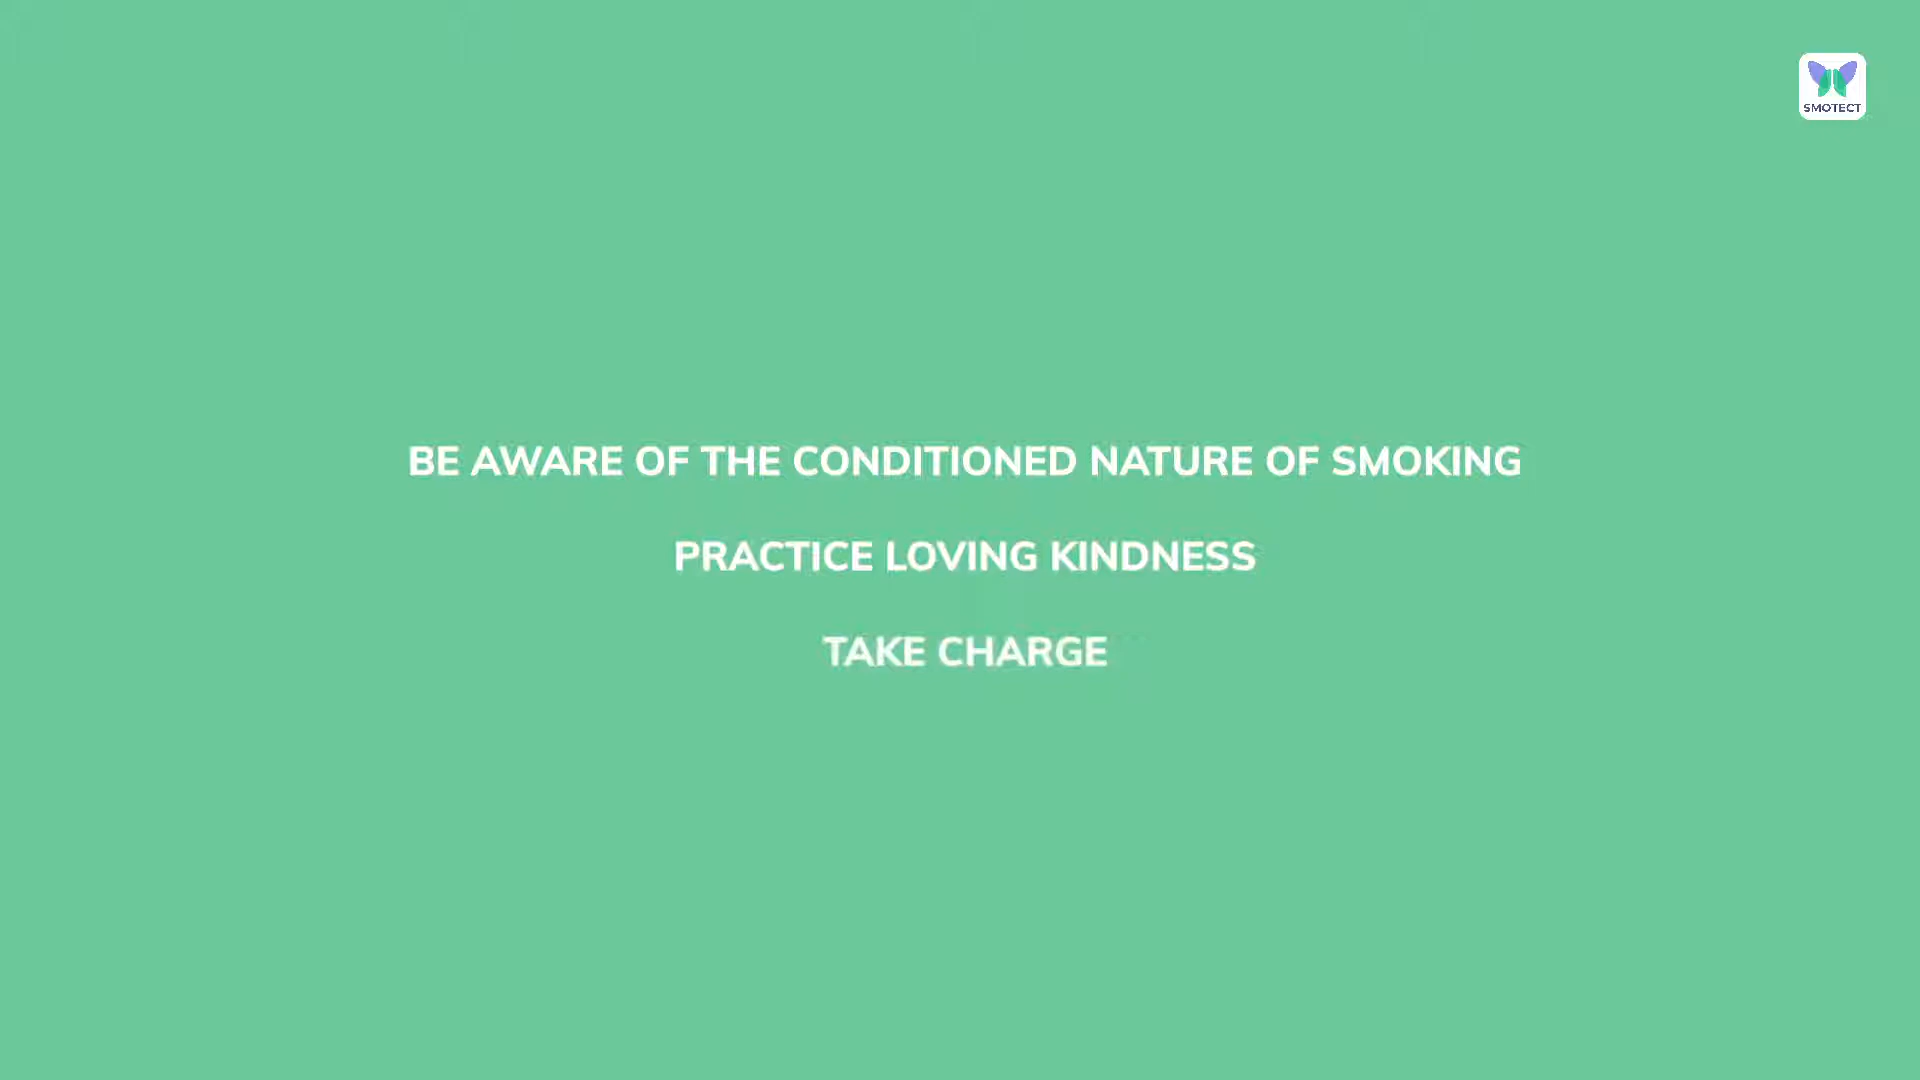 SMOTECT
BE AWARE OF THE CONDITIONED NATURE OF SMOKING
PRACTICE LOVING KINDNESS
TAKE CHARGE